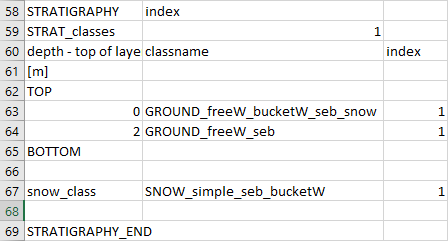 58 STRATIGRAPHY index
59 STRAT_classes 1
60 depth - top of laye classname index
61 [m]
62 TOP
63 0 GROUND_freeW_bucketW_seb_snow 1
64 2 GROUND_freeW_seb 1
65 BOTTOM
66
67 snow_class SNOW_simple_seb_bucketW 1
68
69 STRATIGRAPHY_END